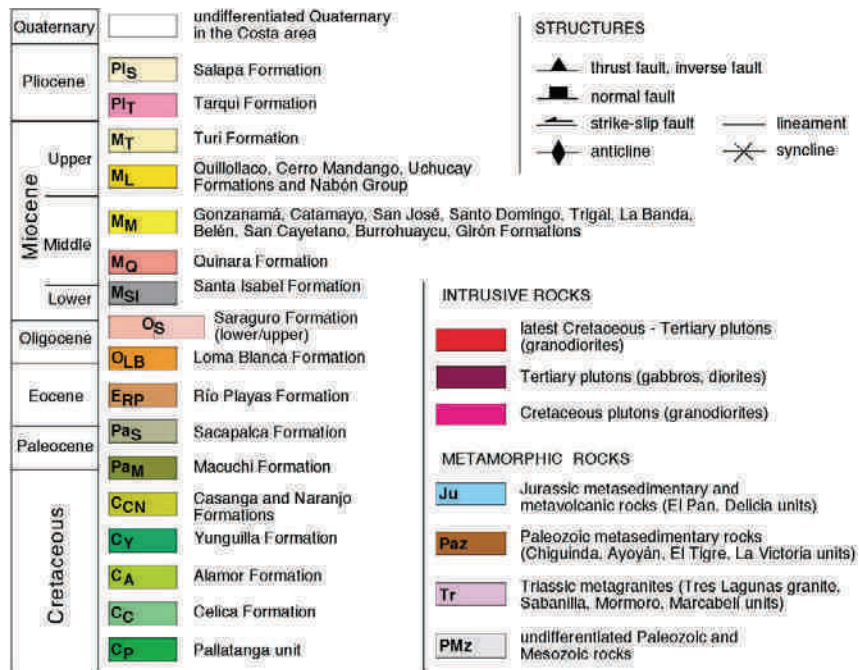 Quaternary
undifferentiated Quaternary
in the Costa area
Pliocene
PlS
Salapa Formation
PlT
Tarqui Formation
Miocene
Upper
MT
Turi Formation
ML
Quillollaco, Cerro Mandango, Uchucay
Formations and Nabón Group
Middle
MM
Gonzanamá, Catamayo, San José, Santo Domingo, Trigal, La Banda,
Belén, San Cayetano, Burrohuaycu, Girón Formations
MQ
Quinara Formation
Lower
MSI
Santa Isabel Formation
Oligocene
OS
Saraguro Formation
(lower/upper)
OLB
Loma Blanca Formation
Eocene
ERP
Río Playas Formation
Paleocene
PaS
Sacapalca Formation
PaM
Macuchi Formation
Cretaceous
CCN
Casanga and Naranjo
Formations
CY
Yunguilla Formation
CA
Alamor Formation
CC
Celica Formation
CP
Pallatanga unit
STRUCTURES
thrust fault, inverse fault
normal fault
strike-slip fault
lineament
anticline
syncline
INTRUSIVE ROCKS
latest Cretaceous - Tertiary plutons
(granodiorites)
Tertiary plutons (gabbros, diorites)
Cretaceous plutons (granodiorites)
METAMORPHIC ROCKS
Ju
Jurassic metasedimentary and
metavolcanic rocks (El Pan, Delicia units)
Paz
Paleozoic metasedimentary rocks
(Chiguinda, Ayoyán, El Tigre, La Victoria units)
Tr
Triassic metagranites (Tres Lagunas granite,
Sabanilla, Mormoro, Marcabelí units)
PMz
undifferentiated Paleozoic and
Mesozoic rocks